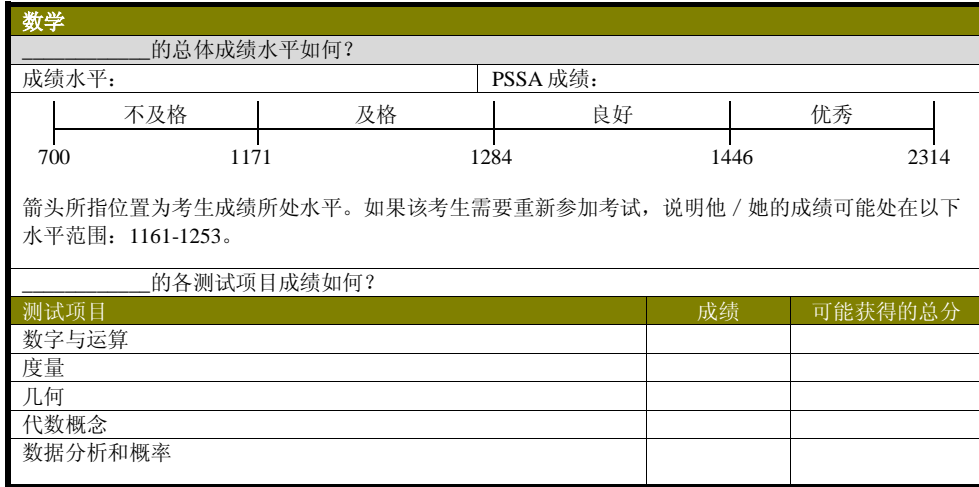 数学
____________的总体成绩水平如何？
成绩水平： PSSA 成绩：
不及格 及格 良好 优秀
700 1171 1284 1446 2314
箭头所指位置为考生成绩所处水平。如果该考生需要重新参加考试，说明他／她的成绩可能处在以下
水平范围：1161-1253。
____________的各测试项目成绩如何？
测试项目 成绩 可能获得的总分
数字与运算
度量
几何
代数概念
数据分析和概率